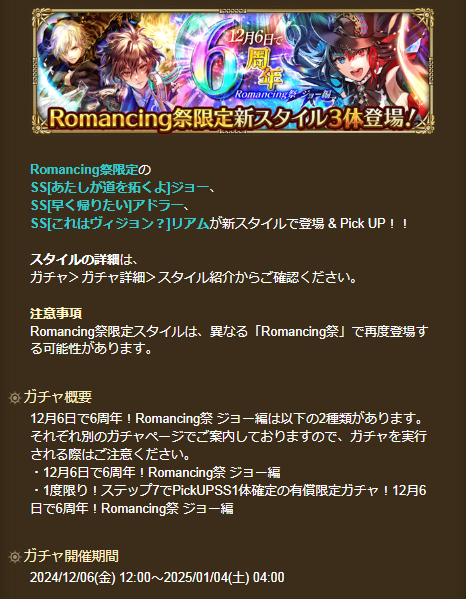 12月6日で
6周年
Romancing祭 ジョー編
Romancing祭限定新スタイル3体登場!
Romancing祭限定の
SS[あたしが道を拓くよ]ジョー、
SS[早く帰りたい]アドラー、
SS[これはヴィジョン？]リアムが新スタイルで登場 & Pick UP！！
スタイルの詳細は、
ガチャ＞ガチャ詳細＞スタイル紹介からご確認ください。
注意事項
Romancing祭限定スタイルは、異なる「Romancing祭」で再度登場す
る可能性があります。
ガチャ概要
12月6日で6周年！Romancing祭 ジョー編は以下の2種類があります。
それぞれ別のガチャページでご案内しておりますので、ガチャを実行
される際はご注意ください。
・12月6日で6周年！Romancing祭 ジョー編
・1度限り！ステップ7でPickUPSS1体確定の有償限定ガチャ！12月6
日で6周年！Romancing祭 ジョー編
ガチャ開催期間
2024/12/06(金) 12:00～2025/01/04(土) 04:00